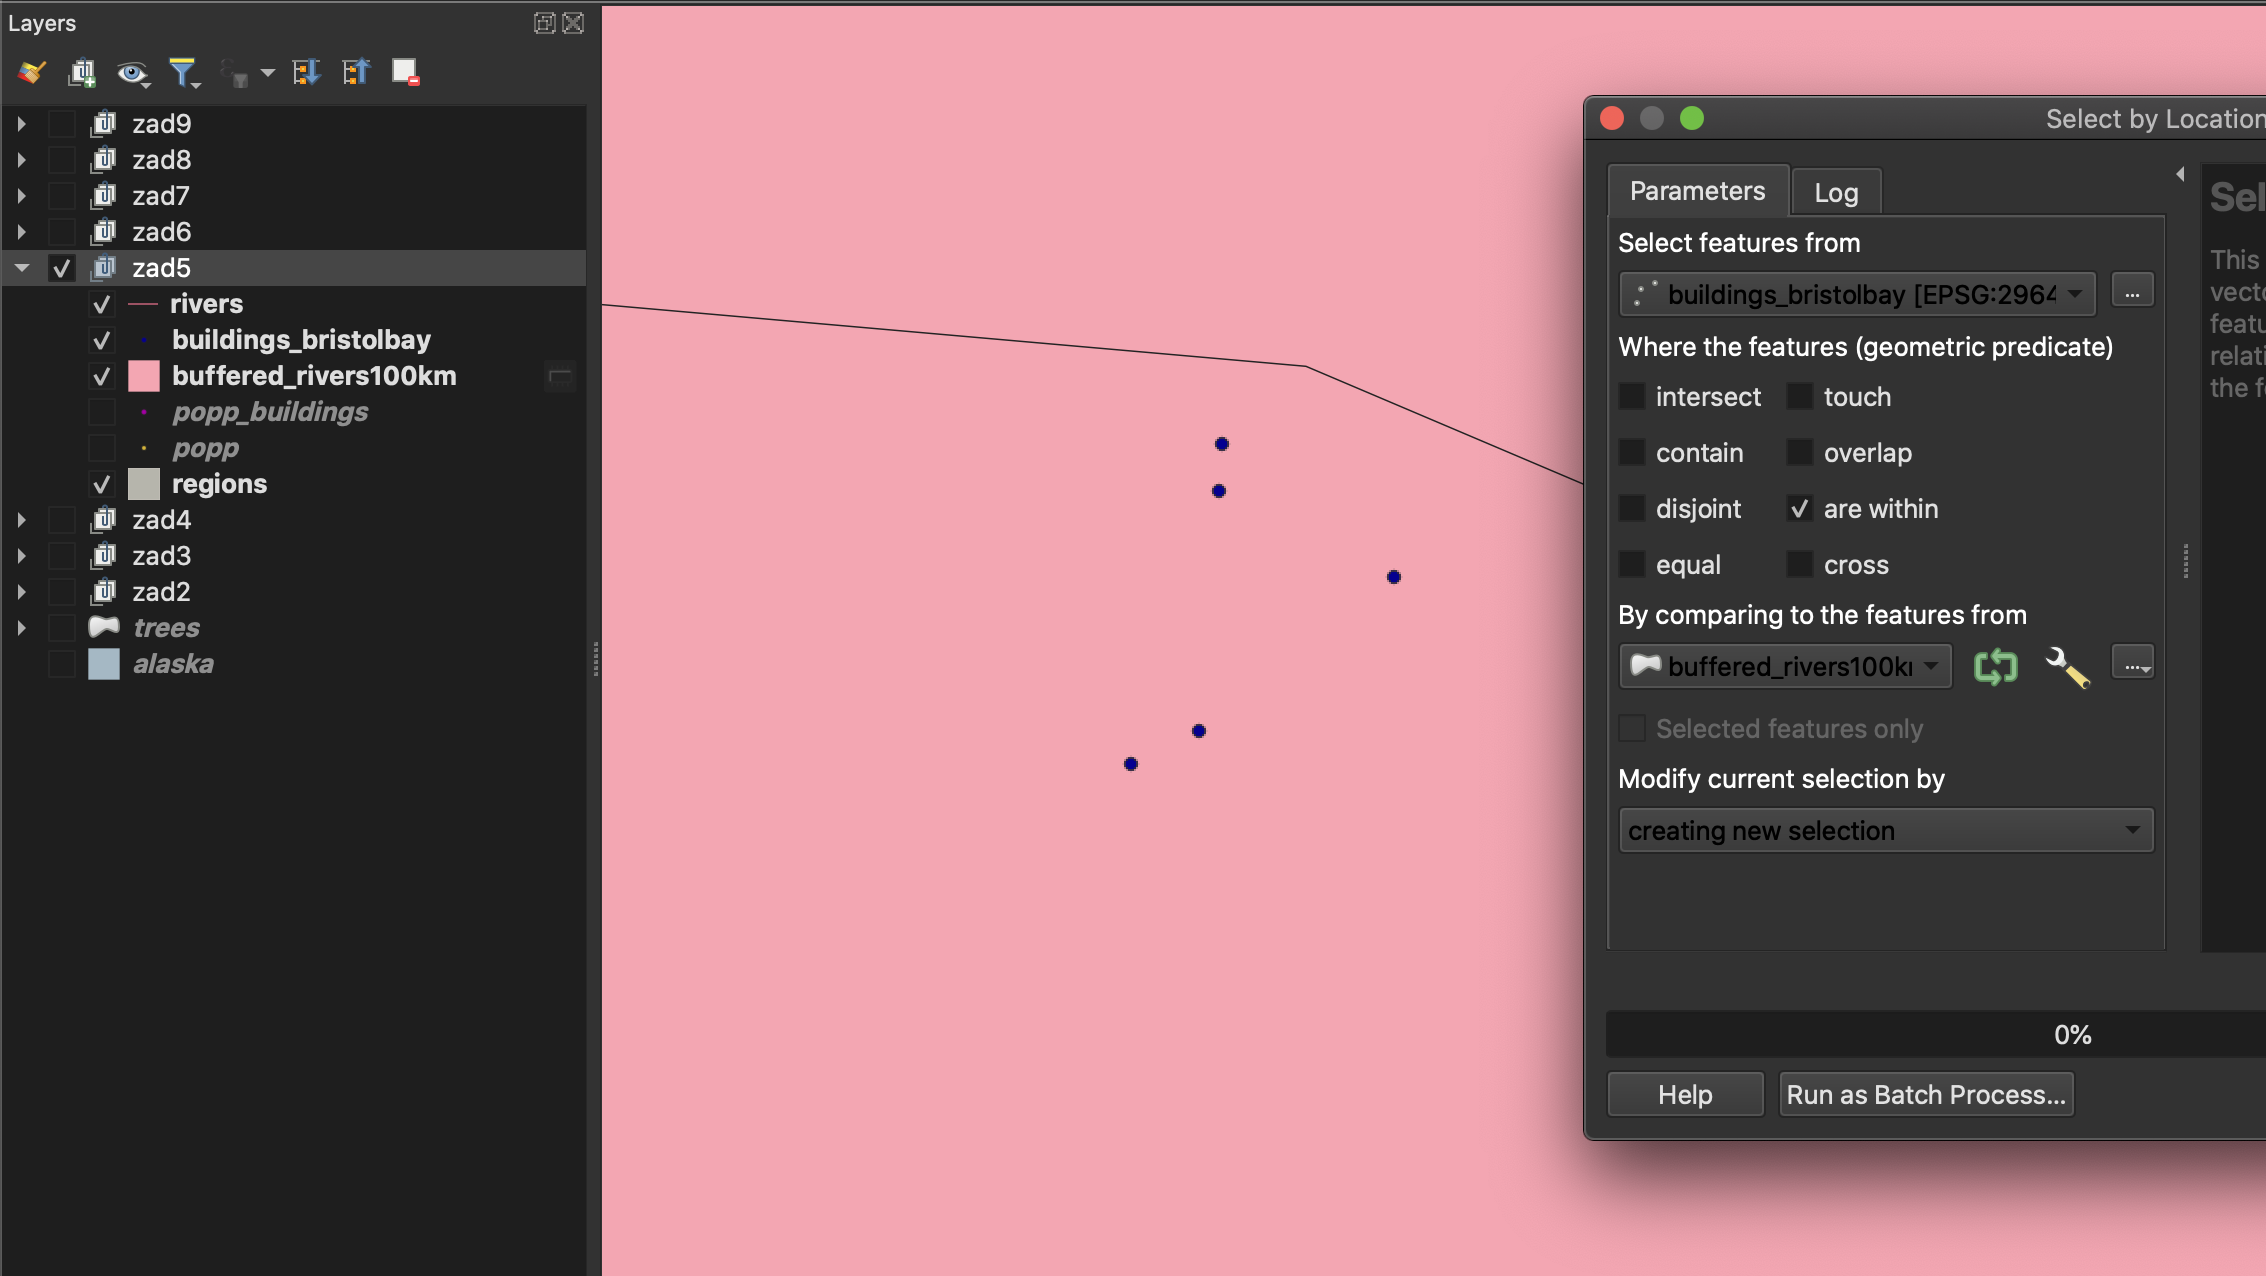 Layers
zad9
zad8
zad7
zad6
zad5
rivers
buildings_bristolbay
buffered_rivers100km
popp_buildings
popp
regions
zad4
zad3
zad2
trees
alaska
Select by Location
Parameters
Log
Select features from
buildings_bristolbay [EPSG:2964
...
Where the features (geometric predicate)
intersect
touch
contain
overlap
disjoint
are within
equal
cross
By comparing to the features from
buffered_rivers100k
...
Selected features only
Modify current selection by
creating new selection
0%
Help
Run as Batch Process...
Sel
This
vect
featu
relati
the f